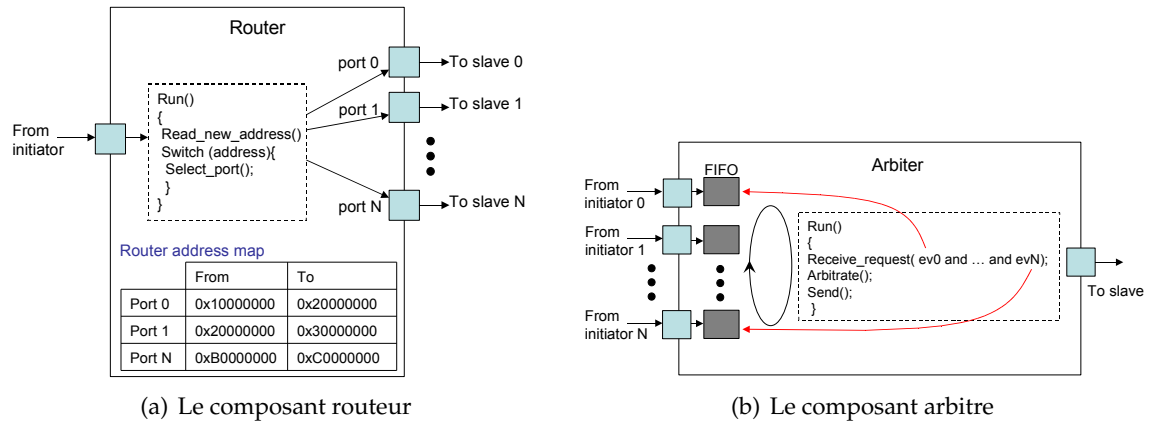 Router
From
initiator
Run()
{
Read_new_address()
Switch (address){
Select_port();
}
}
port 0
To slave 0
port 1
To slave 1
port N
To slave N
Router address map
From To
Port 0 0x10000000 0x20000000
Port 1 0x20000000 0x30000000
Port N 0xB0000000 0xC0000000
(a) Le composant routeur
Arbiter
FIFO
From
initiator 0
From
initiator 1
From
initiator N
Run()
{
Receive_request( ev0 and ... and evN);
Arbitrate();
Send();
}
To slave
(b) Le composant arbitre